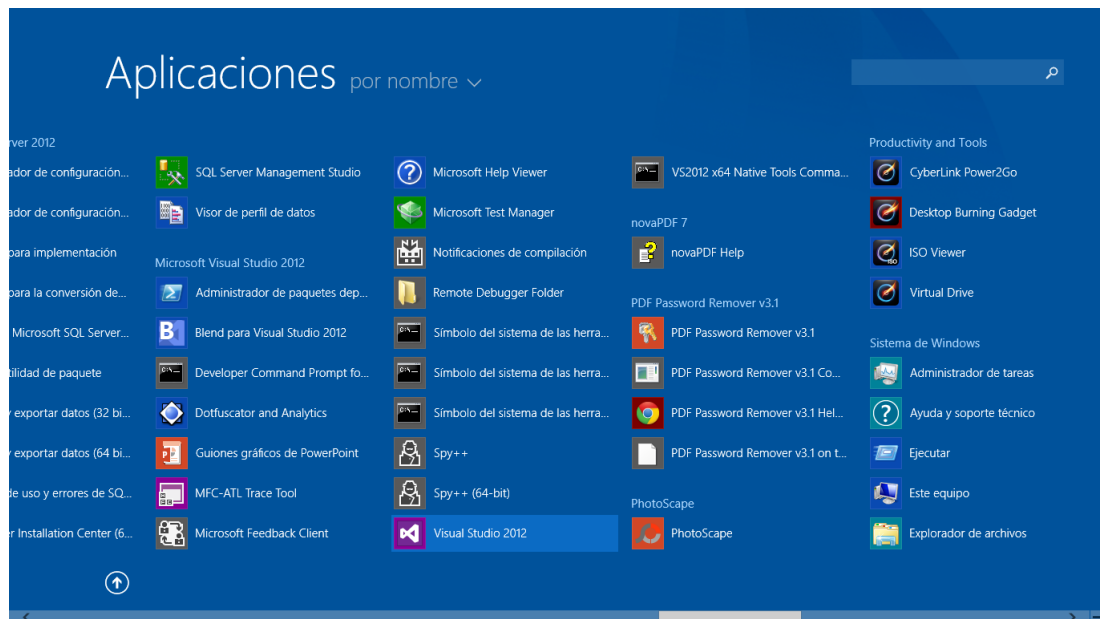 Aplicaciones por nombre
rver 2012
ador de configuración...
ador de configuración...
para implementación
para la conversión de...
Microsoft SQL Server...
tilidad de paquete
y exportar datos (32 bi...
y exportar datos (64 bi...
de uso y errores de SQ...
er Installation Center (6...
SQL Server Management Studio
Visor de perfil de datos
Microsoft Visual Studio 2012
Administrador de paquetes dep...
Blend para Visual Studio 2012
Developer Command Prompt fo...
Dotfuscator and Analytics
Guiones gráficos de PowerPoint
MFC-ATL Trace Tool
Microsoft Feedback Client
Microsoft Help Viewer
Microsoft Test Manager
Notificaciones de compilación
Remote Debugger Folder
Símbolo del sistema de las herra...
Símbolo del sistema de las herra...
Símbolo del sistema de las herra...
Spy++
Spy++ (64-bit)
Visual Studio 2012
VS2012 x64 Native Tools Comma...
novaPDF 7
novaPDF Help
PDF Password Remover v3.1
PDF Password Remover v3.1
PDF Password Remover v3.1 Co...
PDF Password Remover v3.1 Hel...
PDF Password Remover v3.1 on t...
PhotoScape
PhotoScape
Productivity and Tools
CyberLink Power2Go
Desktop Burning Gadget
ISO Viewer
Virtual Drive
Sistema de Windows
Administrador de tareas
Ayuda y soporte técnico
Ejecutar
Este equipo
Explorador de archivos